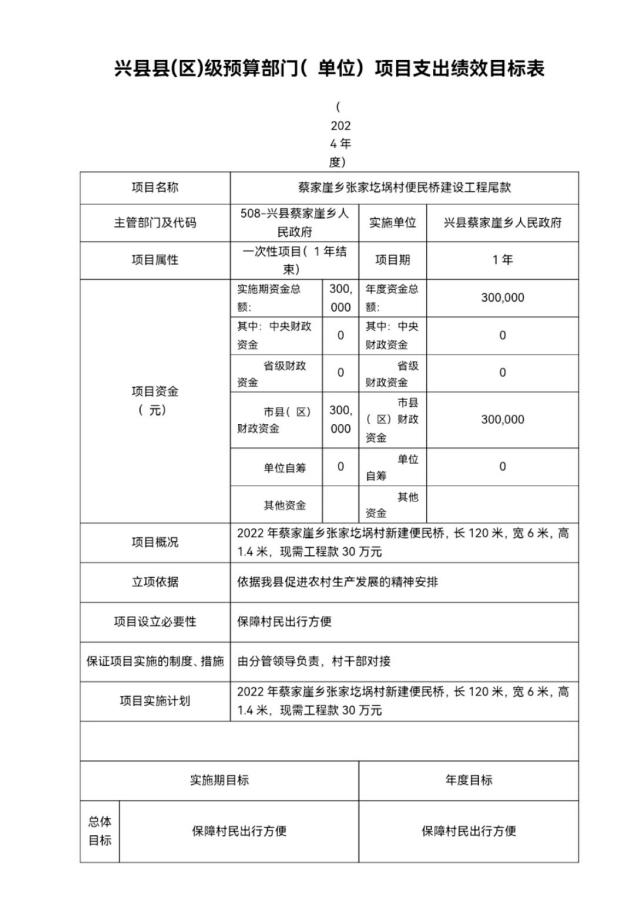 兴县县(区)级预算部门( 单位）项目支出绩效目标表
(
202
4 年
度)
项目名称
蔡家崖乡张家圪埚村便民桥建设工程尾款
主管部门及代码
508-兴县蔡家崖乡人
民政府
实施单位
兴县蔡家崖乡人民政府
项目属性
一次性项目( 1 年结
束)
项目期
1 年
项目资金
（ 元）
实施期资金总
额:
300,
000
年度资金总
额:
300,000
其中: 中央财政
资金
0
其中: 中央
财政资金
0
省级财政
资金
0
省级
财政资金
0
市县( 区）
财政资金
300,
000
市县
( 区）财政
资金
300,000
单位自筹
0
单位
自筹
0
其他资金
其他
资金
项目概况
2022 年蔡家崖乡张家圪埚村新建便民桥, 长 120 米, 宽 6 米, 高
1.4 米, 现需工程款 30 万元
立项依据
依据我县促进农村生产发展的精神安排
项目设立必要性
保障村民出行方便
保证项目实施的制度、措施
由分管领导负责, 村干部对接
项目实施计划
2022 年蔡家崖乡张家圪埚村新建便民桥, 长 120 米, 宽 6 米, 高
1.4 米, 现需工程款 30 万元
实施期目标
年度目标
总体
目标
保障村民出行方便
保障村民出行方便